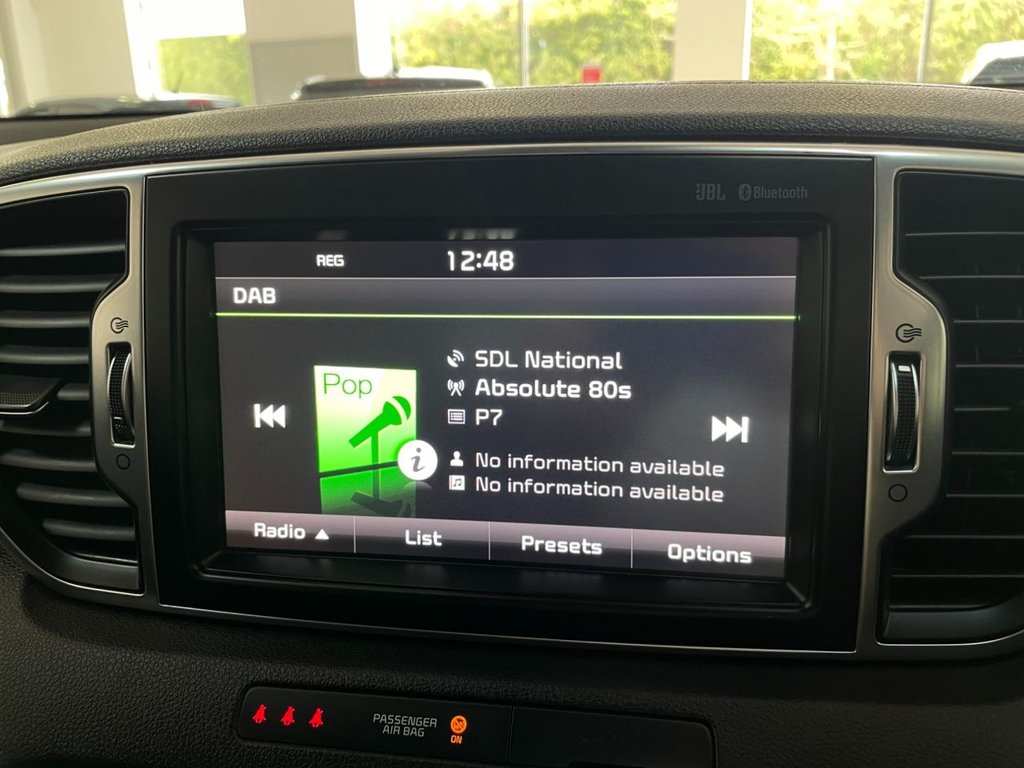 JBL Bluetooth
REG 12:48
DAB
Pop
SDL National
Absolute 80s
P7
No information available
No information available
Radio List Presets Options
PASSENGER
AIR BAG
ON